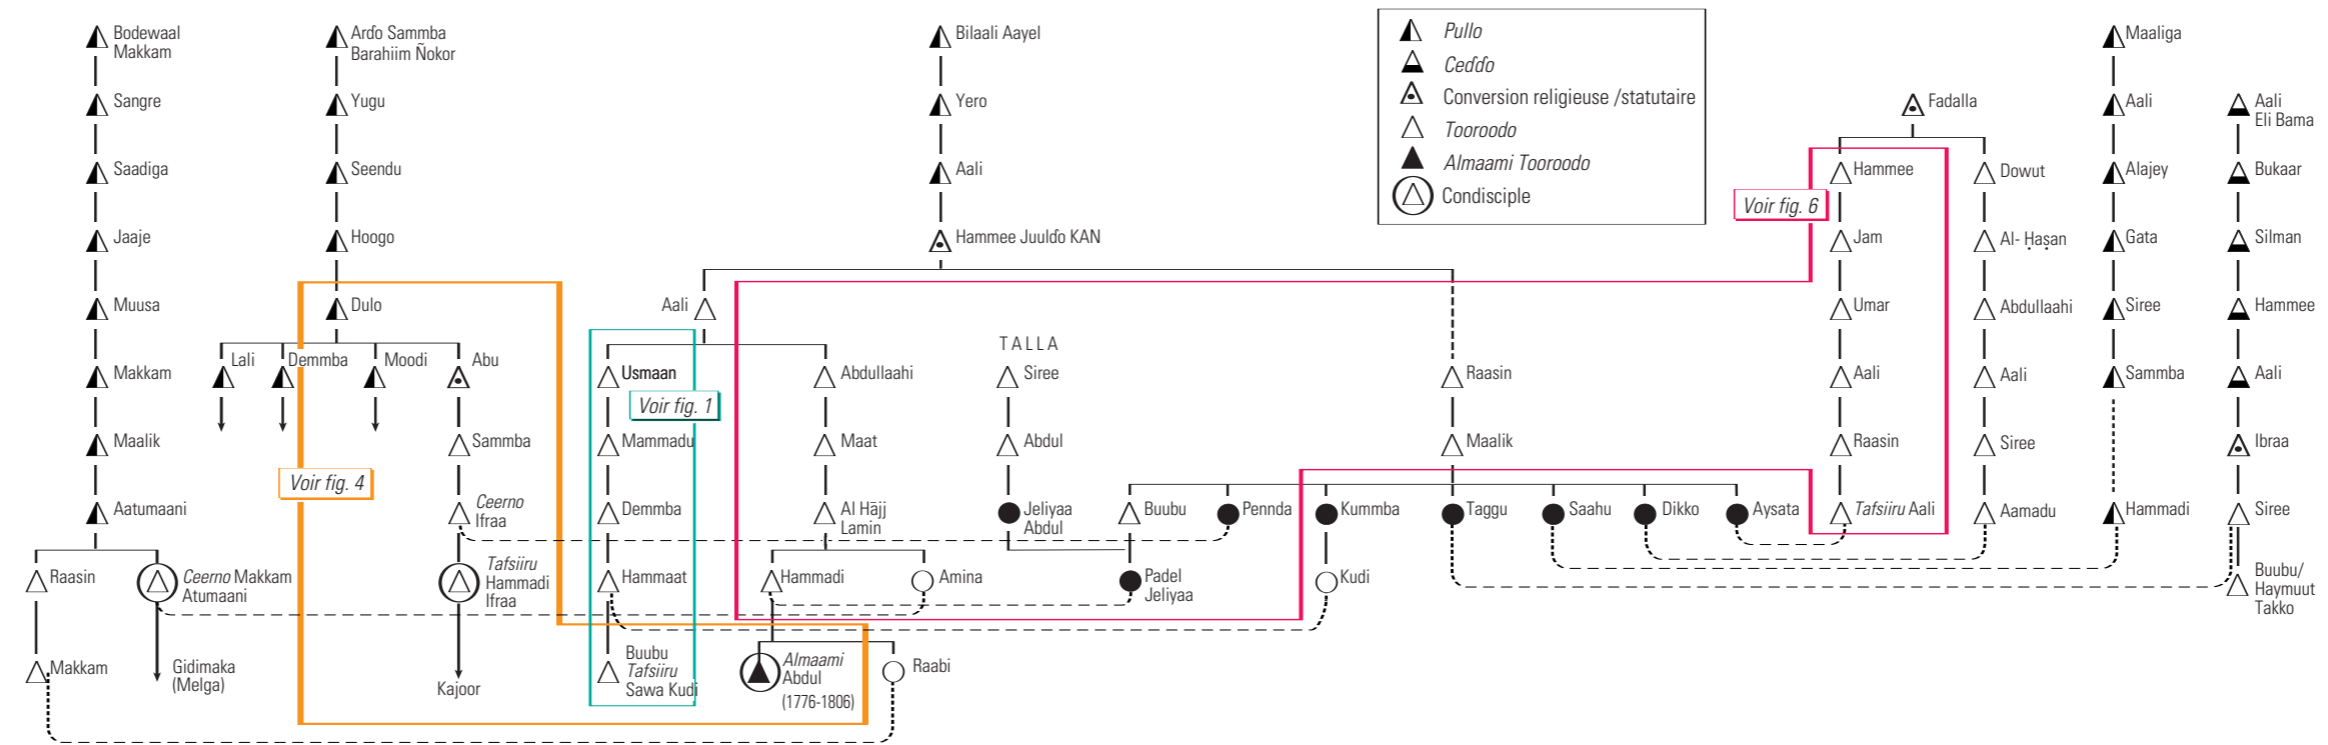 Bodewaal
Makkam
Sangre
Saadiga
Jaaje
Muusa
Makkam
Maalik
Aatumaani
Raasin
Ceerno Makkam
Atumaani
Makkam
Gidimaka
(Melga)
Arɗo Sammba
Barahiim Ñokor
Yugu
Seendu
Hoogo
Dulo
Lali
Demmba
Moodi
Abu
Voir fig. 4
Sammba
Ceerno
Ifraa
Tafsiiru
Hammadi
Ifraa
Kajoor
Bilaali Aayel
Yero
Aali
Hammee Juulɗo KAN
Aali
Usmaan
Voir fig. 1
Mammadu
Demmba
Hammaat
Buubu
Tafsiiru
Sawa Kudi
Abdullaahi
Maat
Al Hājj
Lamin
Hammadi
Amina
Almaami
Abdul
(1776-1806)
Raabi
TALLA
Siree
Abdul
Jeliyaa
Abdul
Buubu
Padel
Jeliyaa
Raasin
Maalik
Pennda
Kummba
Taggu
Saahu
Dikko
Aysata
Kudi
Pullo
Ceɗɗo
Conversion religieuse /statutaire
Tooroodo
Almaami Tooroodo
Condisciple
Voir fig. 6
Fadalla
Hammee
Jam
Umar
Aali
Raasin
Tafsiiru Aali
Dowut
Al- Ḥaṣan
Abdullaahi
Aali
Siree
Aamadu
Maaliga
Aali
Alajey
Gata
Siree
Sammba
Hammadi
Aali
Eli Bama
Bukaar
Silman
Hammee
Aali
Ibraa
Siree
Buubu/
Haymuut
Takko